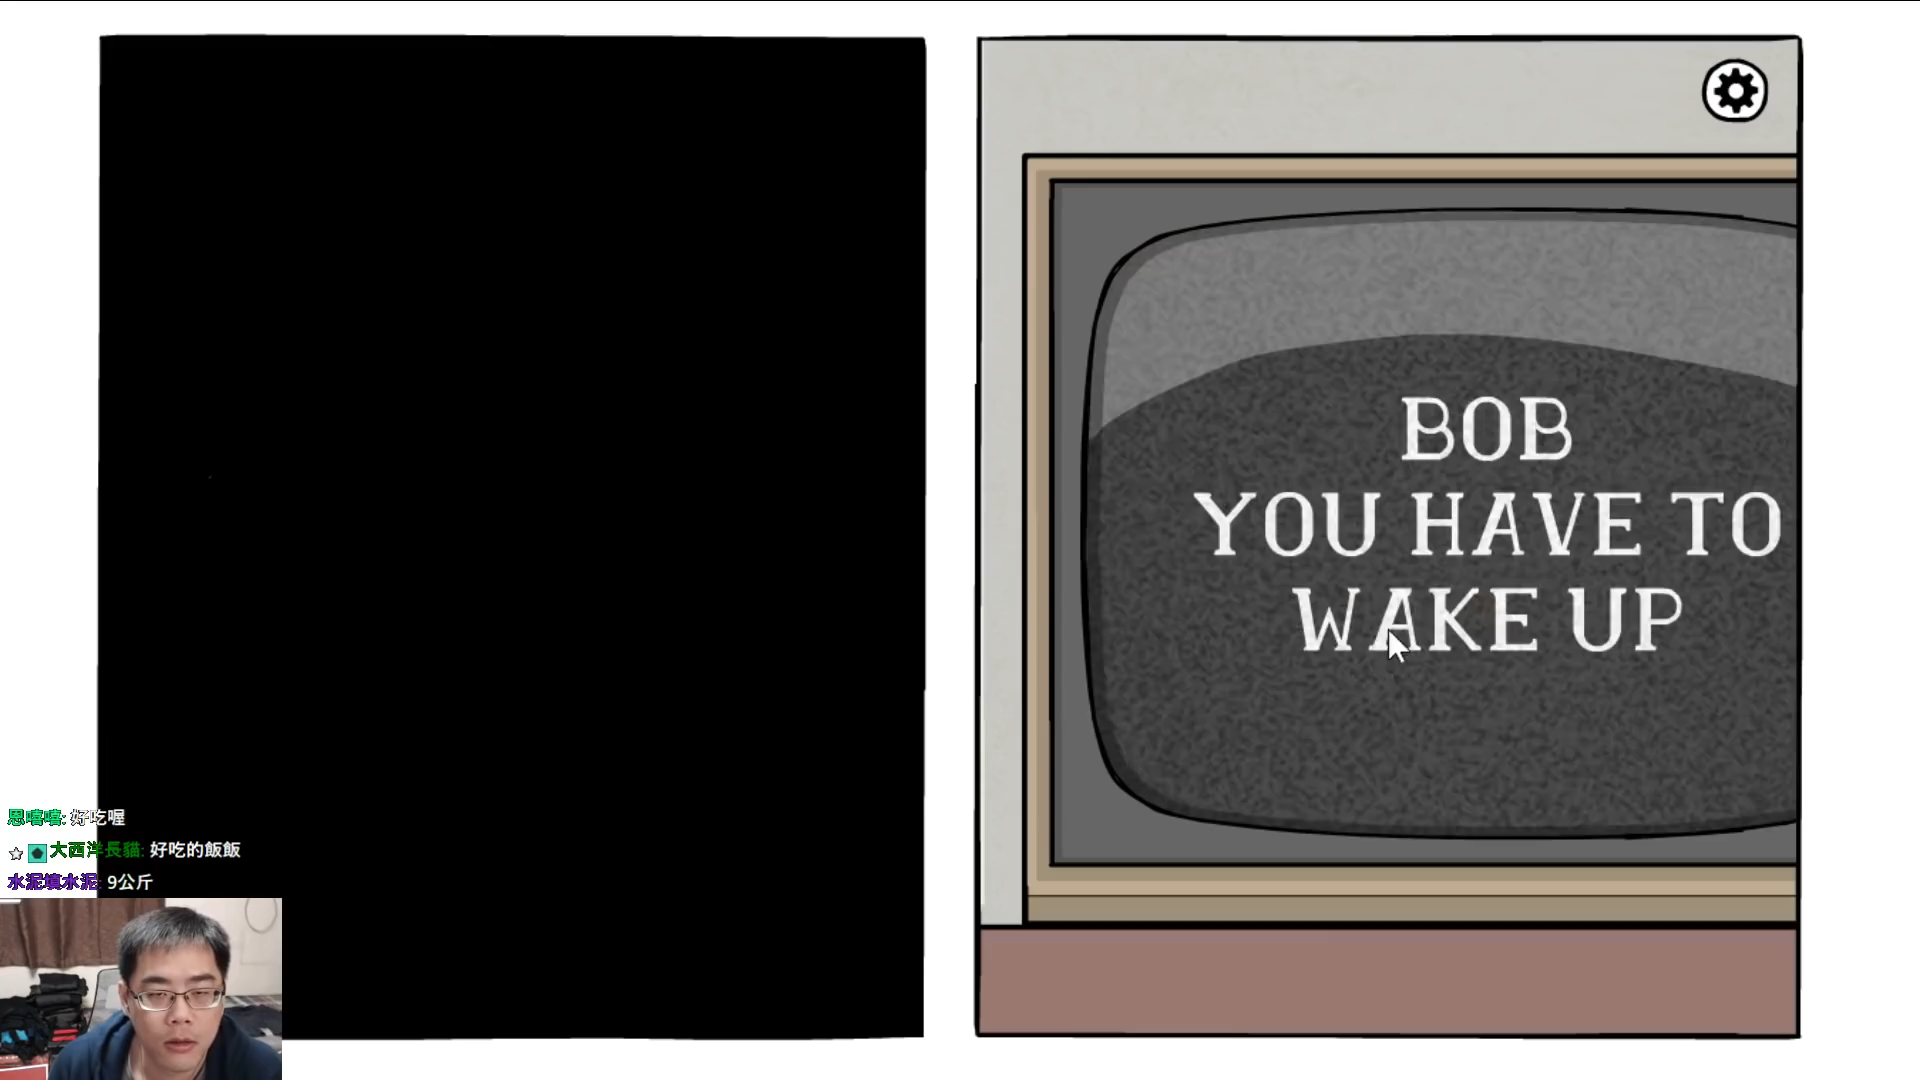 BOB
YOU HAVE TO
WAKE UP
恩嘻嘻: 好吃喔
大西洋長貓: 好吃的飯飯
水泥填水泥: 9公斤